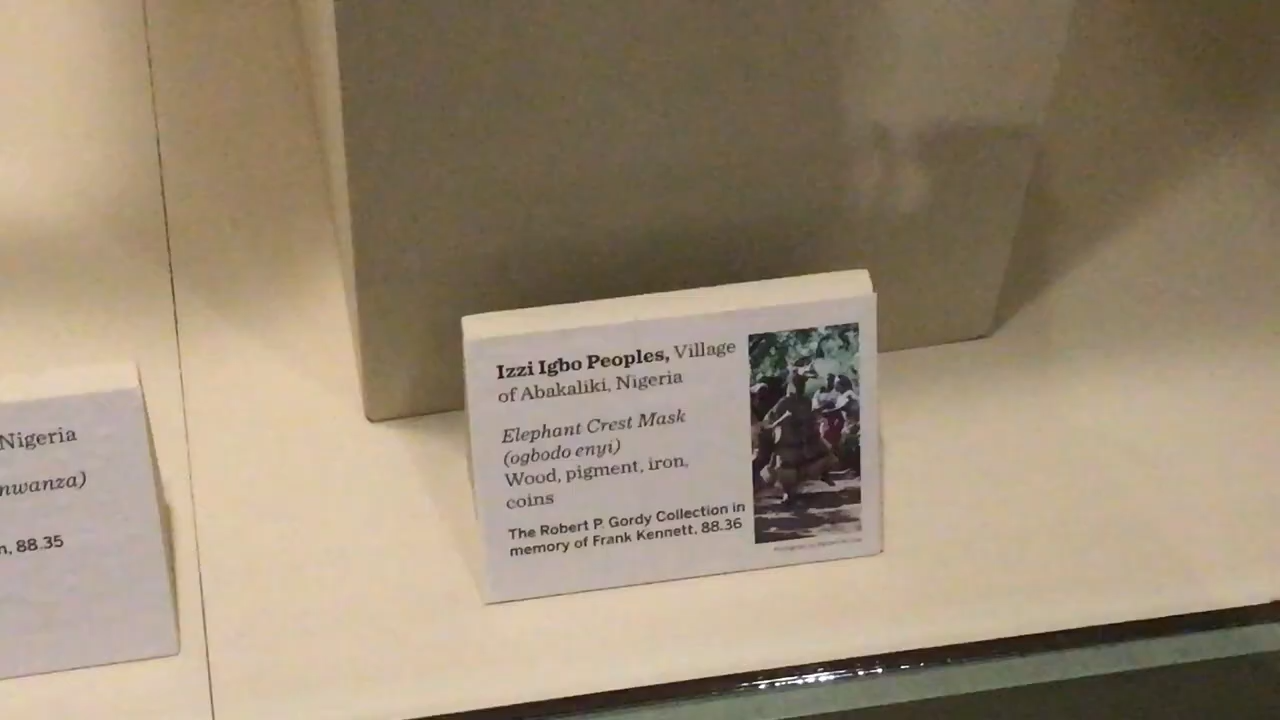 Izzi Igbo Peoples, Village
of Abakaliki, Nigeria
Elephant Crest Mask
(ogbodo enyi)
Wood, pigment, iron,
coins
The Robert P. Gordy Collection in
memory of Frank Kennett, 88.36
Nigeria
nwanza)
n, 88.35